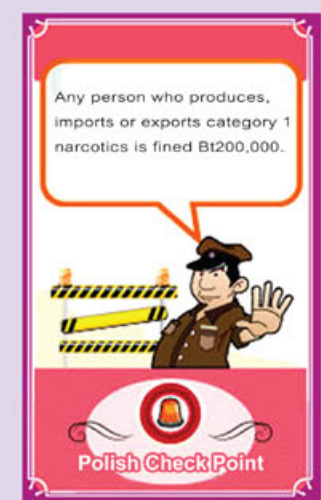 Any person who produces,
imports or exports category 1
narcotics is fined Bt200,000.
Polish Check Point